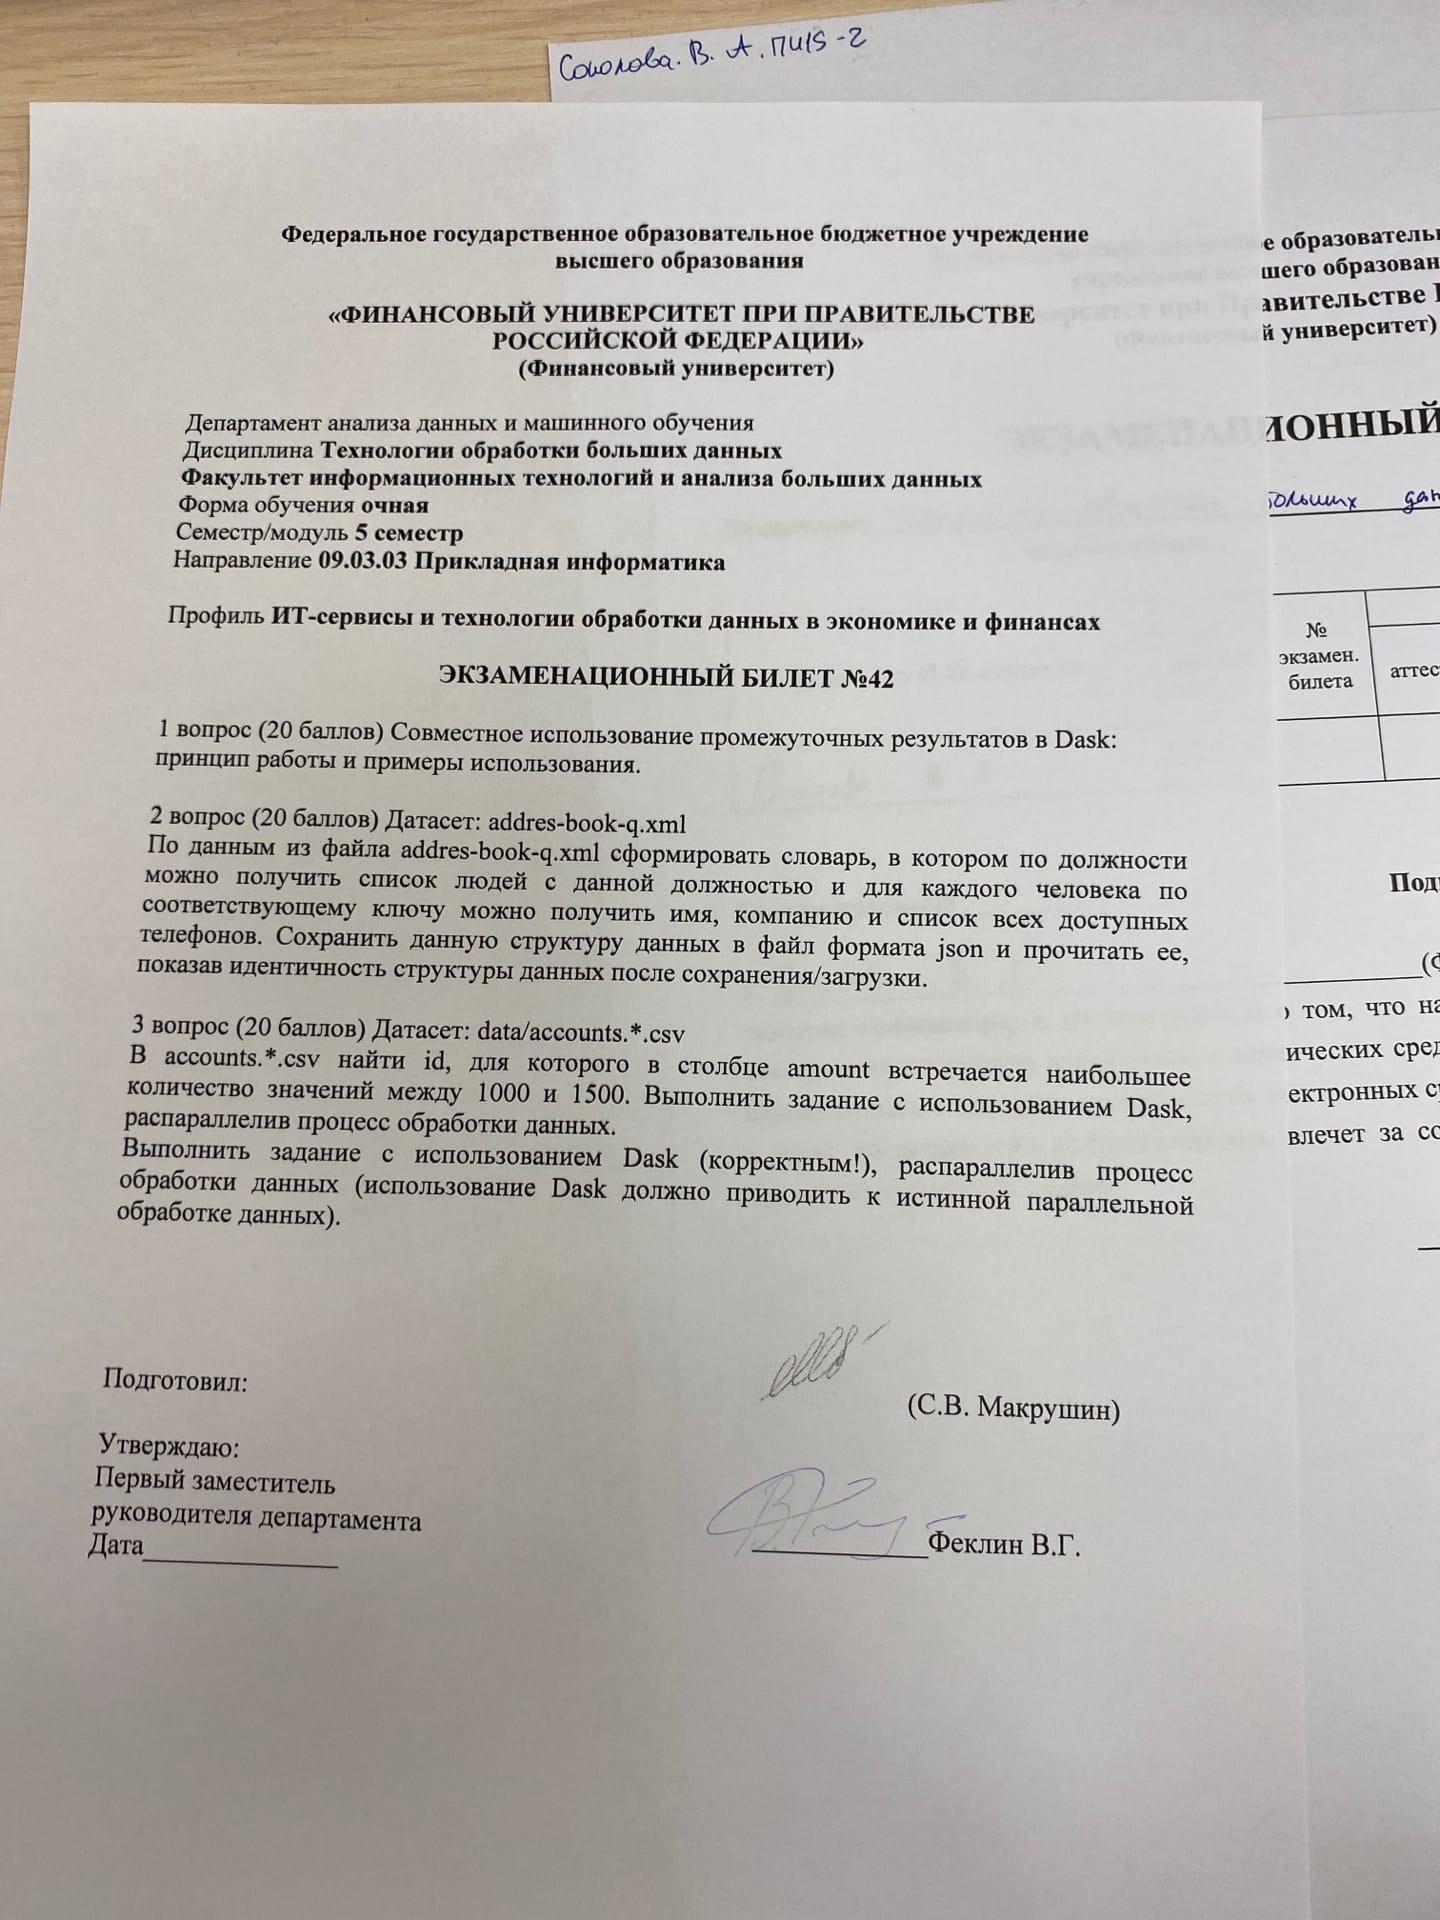 Соколова. В. А. ПИ15-2
Федеральное государственное образовательное бюджетное учреждение
высшего образования
«ФИНАНСОВЫЙ УНИВЕРСИТЕТ ПРИ ПРАВИТЕЛЬСТВЕ
РОССИЙСКОЙ ФЕДЕРАЦИИ»
(Финансовый университет)
Департамент анализа данных и машинного обучения
Дисциплина Технологии обработки больших данных
Факультет информационных технологий и анализа больших данных
Форма обучения очная
Семестр/модуль 5 семестр
Направление 09.03.03 Прикладная информатика
Профиль ИТ-сервисы и технологии обработки данных в экономике и финансах
ЭКЗАМЕНАЦИОННЫЙ БИЛЕТ №42
1 вопрос (20 баллов) Совместное использование промежуточных результатов в Dask:
принцип работы и примеры использования.
2 вопрос (20 баллов) Датасет: addres-book-q.xml
По данным из файла addres-book-q.xml сформировать словарь, в котором по должности
можно получить список людей с данной должностью и для каждого человека по
соответствующему ключу можно получить имя, компанию и список всех доступных
телефонов. Сохранить данную структуру данных в файл формата json и прочитать ее,
показав идентичность структуры данных после сохранения/загрузки.
3 вопрос (20 баллов) Датасет: data/accounts.*.csv
В accounts.*.csv найти id, для которого в столбце amount встречается наибольшее
количество значений между 1000 и 1500. Выполнить задание с использованием Dask,
распараллелив процесс обработки данных.
Выполнить задание с использованием Dask (корректным!), распараллелив процесс
обработки данных (использование Dask должно приводить к истинной параллельной
обработке данных).
Подготовил:
(С.В. Макрушин)
Утверждаю:
Первый заместитель
руководителя департамента
Дата
Феклин В.Г.
е образователь
шего образован
авительстве
й университет)
ИОННЫЙ
больших дан
№
экзамен.
билета
аттес
Под
(Ф
о том, что на
ических сред
ектронных с
влечет за со